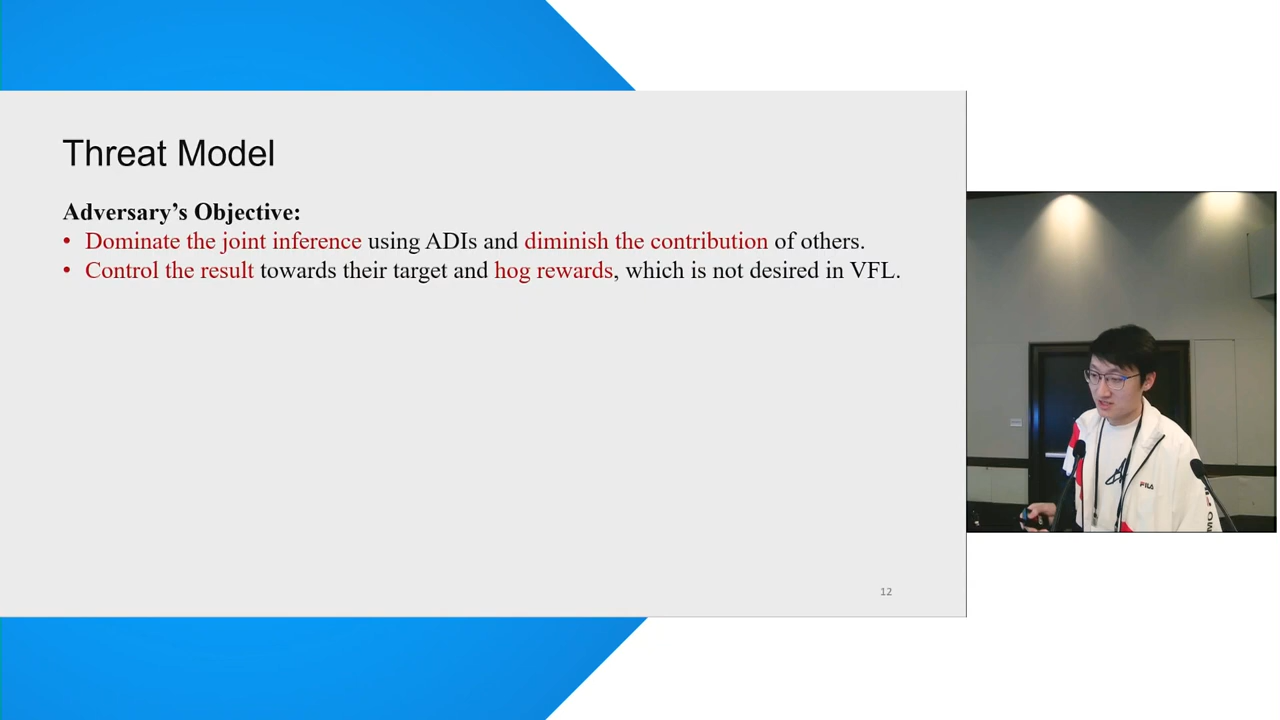 Threat Model
Adversary’s Objective:
• Dominate the joint inference using ADIs and diminish the contribution of others.
• Control the result towards their target and hog rewards, which is not desired in VFL.
12
FILA